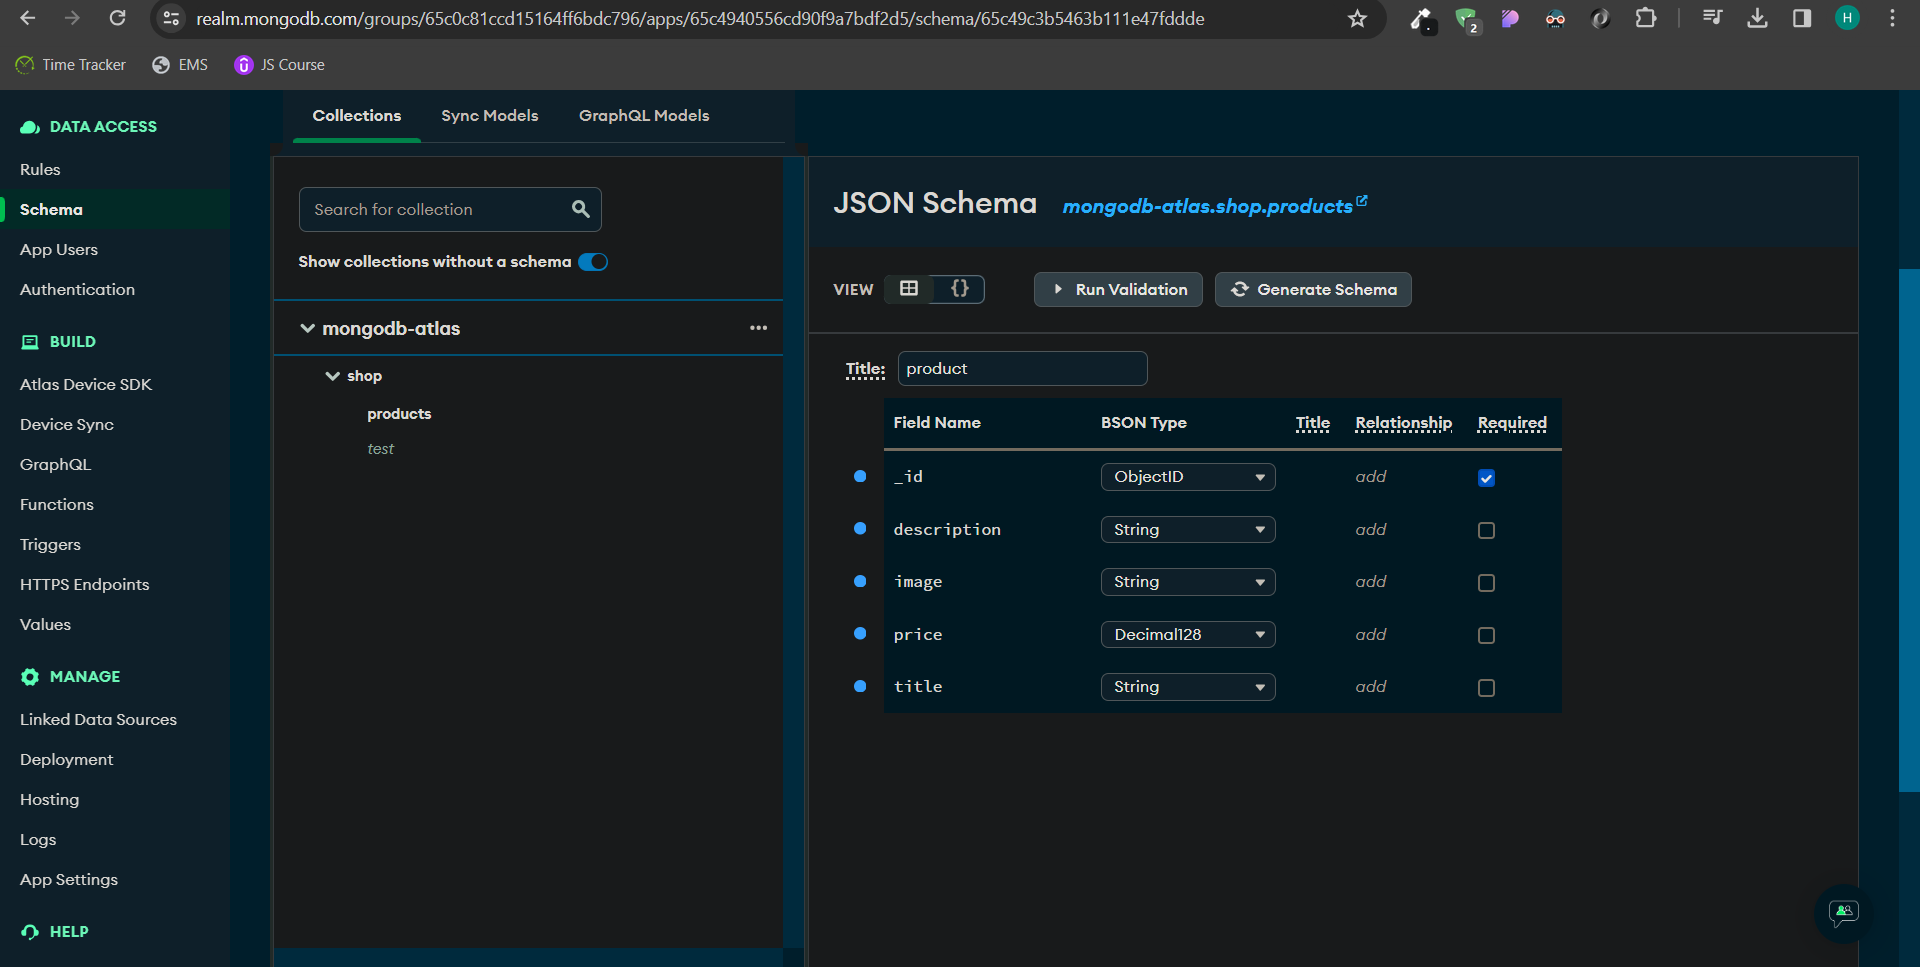 realm.mongodb.com/groups/65c0c81ccd15164ff6bdc796/apps/65c4940556cd90f9a7bdf2d5/schema/65c49c3b5463b111e47fddde
2
H
Time Tracker
EMS
JS Course
DATA ACCESS
Rules
Schema
App Users
Authentication
BUILD
Atlas Device SDK
Device Sync
GraphQL
Functions
Triggers
HTTPS Endpoints
Values
MANAGE
Linked Data Sources
Deployment
Hosting
Logs
App Settings
HELP
Collections Sync Models GraphQL Models
Search for collection
Show collections without a schema
mongodb-atlas
shop
products
test
JSON Schema mongodb-atlas.shop.products
VIEW {} Run Validation Generate Schema
Title: product
Field Name BSON Type Title Relationship Required
_id ObjectID add
description String add
image String add
price Decimal128 add
title String add